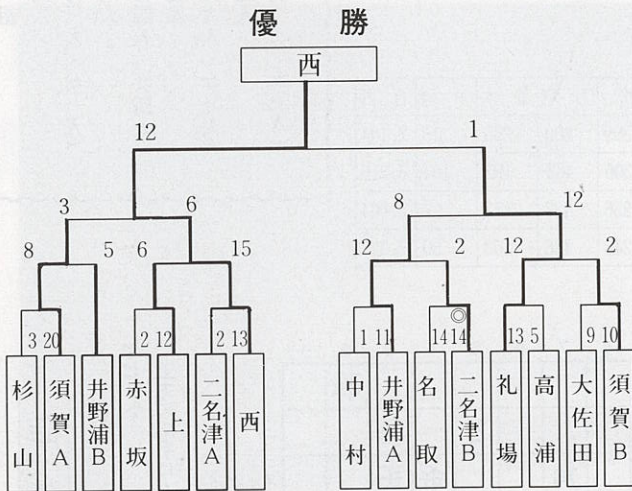 優 勝
西
12 1
3 6 8 12
8 5 6 15 12 2 12 2
3 20 2 12 2 13 1 11 14 ◎14 13 5 9 10
杉山
須賀A
井野浦B
赤坂
上
二名津A
西
中村
井野浦A
名取
二名津B
礼場
高浦
大佐田
須賀B